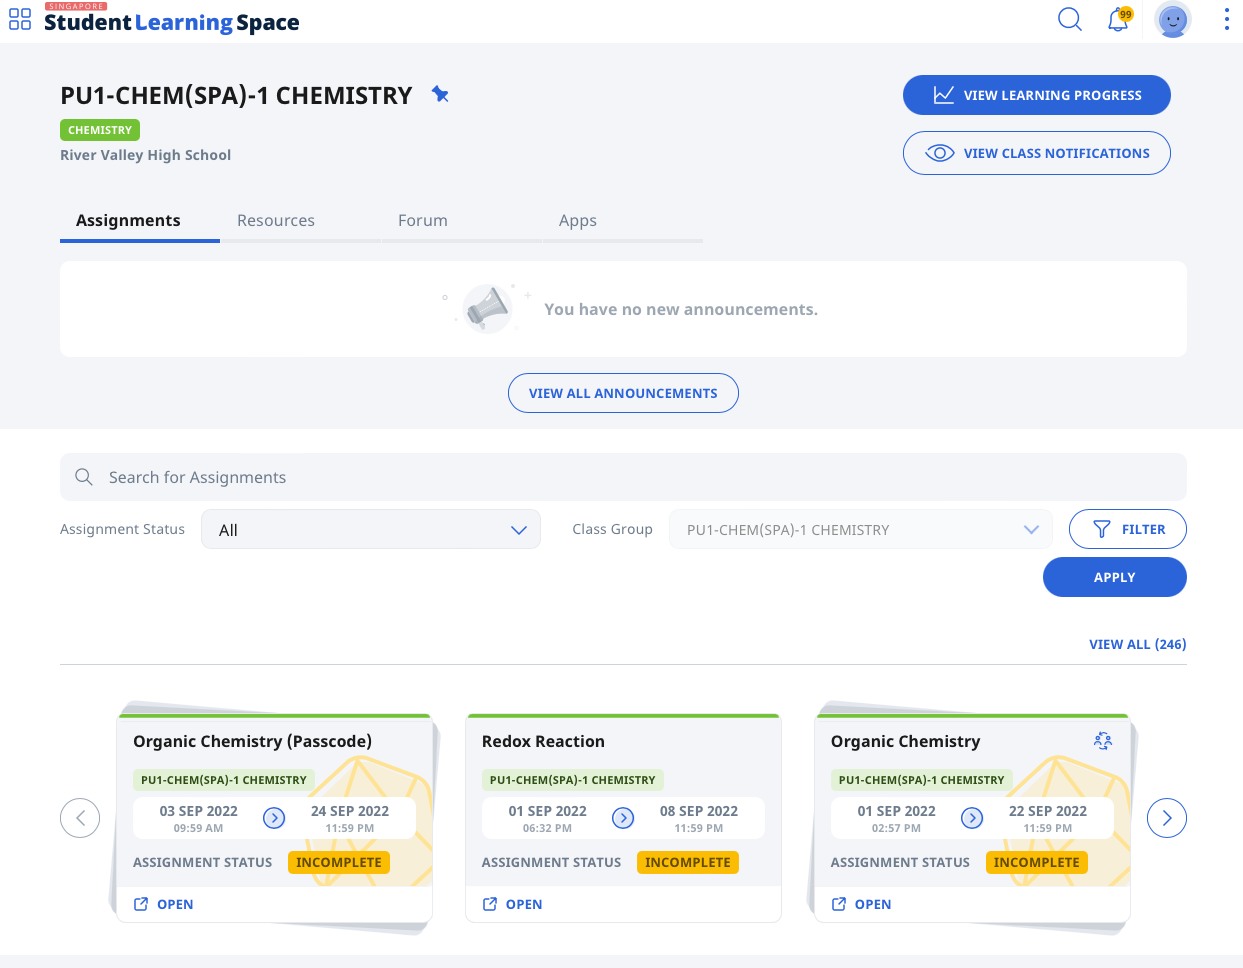 SINGAPORE
Student Learning Space
99
PU1-CHEM(SPA)-1 CHEMISTRY
VIEW LEARNING PROGRESS
CHEMISTRY
River Valley High School
VIEW CLASS NOTIFICATIONS
Assignments Resources Forum Apps
You have no new announcements.
VIEW ALL ANNOUNCEMENTS
Search for Assignments
Assignment Status All Class Group PU1-CHEM(SPA)-1 CHEMISTRY FILTER
APPLY
VIEW ALL (246)
Organic Chemistry (Passcode)
PU1-CHEM(SPA)-1 CHEMISTRY
03 SEP 2022 24 SEP 2022
09:59 AM 11:59 PM
ASSIGNMENT STATUS INCOMPLETE
OPEN
Redox Reaction
PU1-CHEM(SPA)-1 CHEMISTRY
01 SEP 2022 08 SEP 2022
06:32 PM 11:59 PM
ASSIGNMENT STATUS INCOMPLETE
OPEN
Organic Chemistry
PU1-CHEM(SPA)-1 CHEMISTRY
01 SEP 2022 22 SEP 2022
02:57 PM 11:59 PM
ASSIGNMENT STATUS INCOMPLETE
OPEN